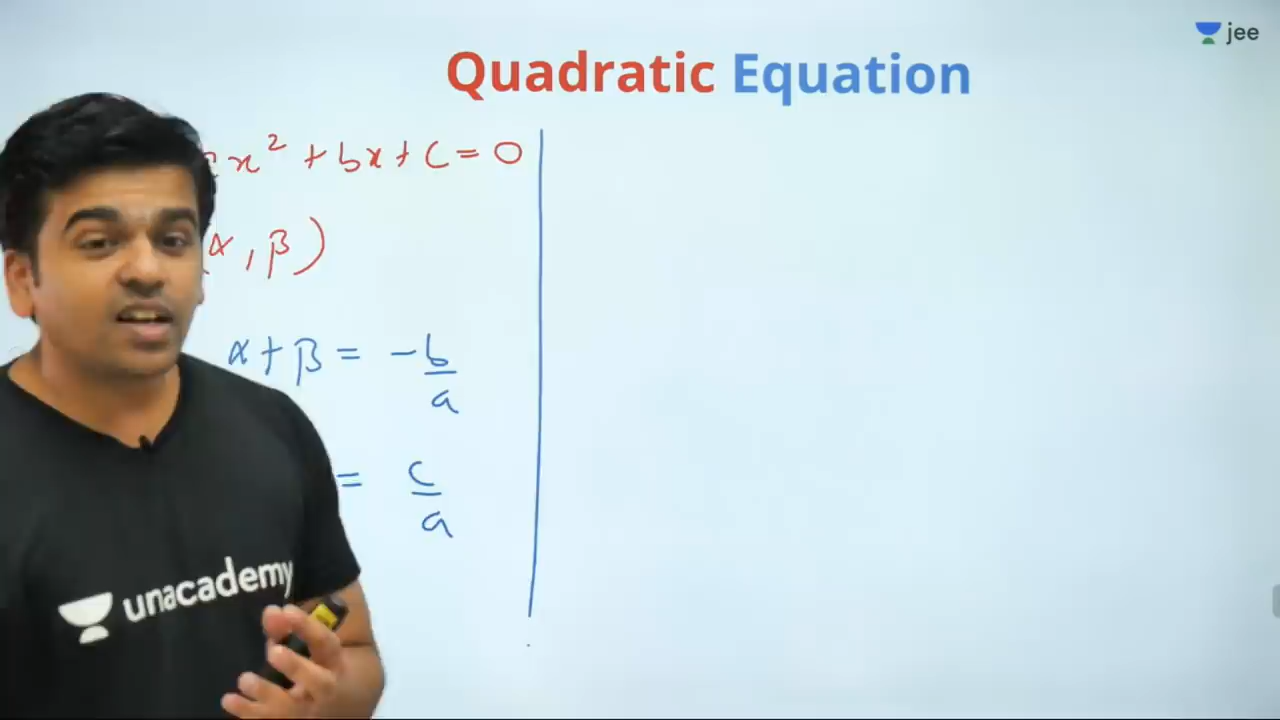 jee
Quadratic Equation
x² + bx + c = 0
α, β)
α + β = -b/a
= c/a
unacademy